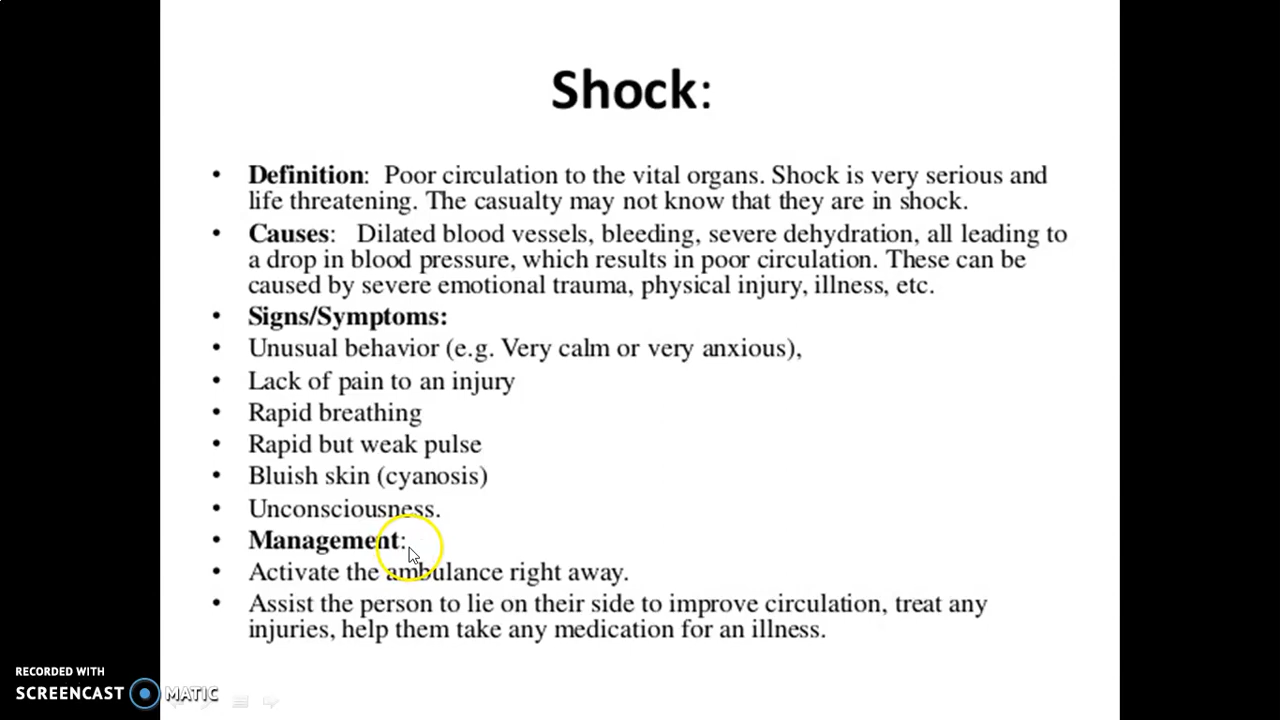 Shock:
• Definition: Poor circulation to the vital organs. Shock is very serious and
life threatening. The casualty may not know that they are in shock.
• Causes: Dilated blood vessels, bleeding, severe dehydration, all leading to
a drop in blood pressure, which results in poor circulation. These can be
caused by severe emotional trauma, physical injury, illness, etc.
• Signs/Symptoms:
• Unusual behavior (e.g. Very calm or very anxious),
• Lack of pain to an injury
• Rapid breathing
• Rapid but weak pulse
• Bluish skin (cyanosis)
• Unconsciousness.
• Management:
• Activate the ambulance right away.
• Assist the person to lie on their side to improve circulation, treat any
injuries, help them take any medication for an illness.
RECORDED WITH
SCREENCAST MATIC